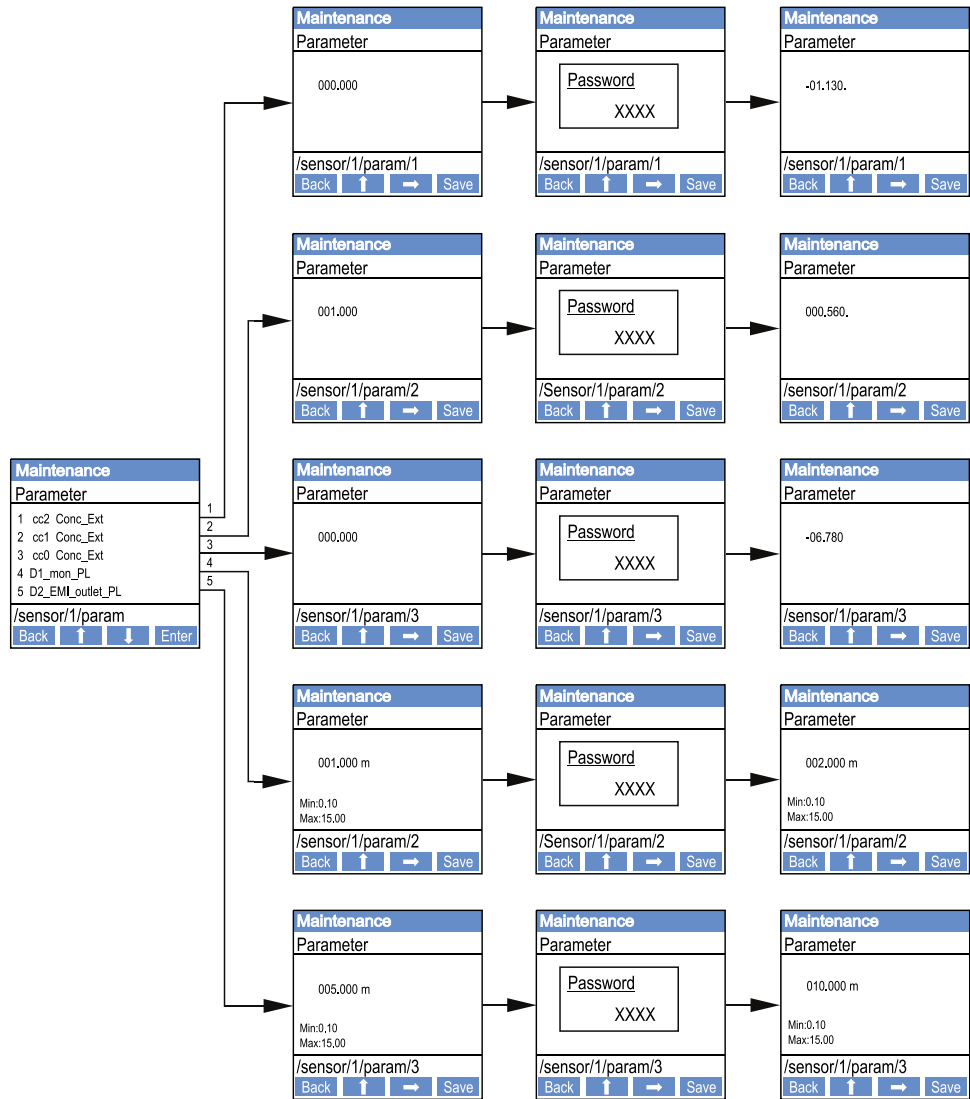 Maintenance
Parameter
000.000
/sensor/1/param/1
Back Save
Maintenance
Parameter
Password
XXXX
/sensor/1/param/1
Back Save
Maintenance
Parameter
-01.130.
/sensor/1/param/1
Back Save
Maintenance
Parameter
001.000
/sensor/1/param/2
Back Save
Maintenance
Parameter
Password
XXXX
/Sensor/1/param/2
Back Save
Maintenance
Parameter
000.560.
/sensor/1/param/2
Back Save
Maintenance
Parameter
1 cc2 Conc_Ext
2 cc1 Conc_Ext
3 cc0 Conc_Ext
4 D1_mon_PL
5 D2_EMI_outlet_PL
/sensor/1/param
Back Enter
1
2
3
4
5
Maintenance
Parameter
000.000
/sensor/1/param/3
Back Save
Maintenance
Parameter
Password
XXXX
/sensor/1/param/3
Back Save
Maintenance
Parameter
-06.780
/sensor/1/param/3
Back Save
Maintenance
Parameter
001.000 m
Min:0.10
Max:15.00
/sensor/1/param/2
Back Save
Maintenance
Parameter
Password
XXXX
/Sensor/1/param/2
Back Save
Maintenance
Parameter
002.000 m
Min:0.10
Max:15.00
/sensor/1/param/2
Back Save
Maintenance
Parameter
005.000 m
Min:0.10
Max:15.00
/sensor/1/param/3
Back Save
Maintenance
Parameter
Password
XXXX
/sensor/1/param/3
Back Save
Maintenance
Parameter
010.000 m
Min:0.10
Max:15.00
/sensor/1/param/3
Back Save